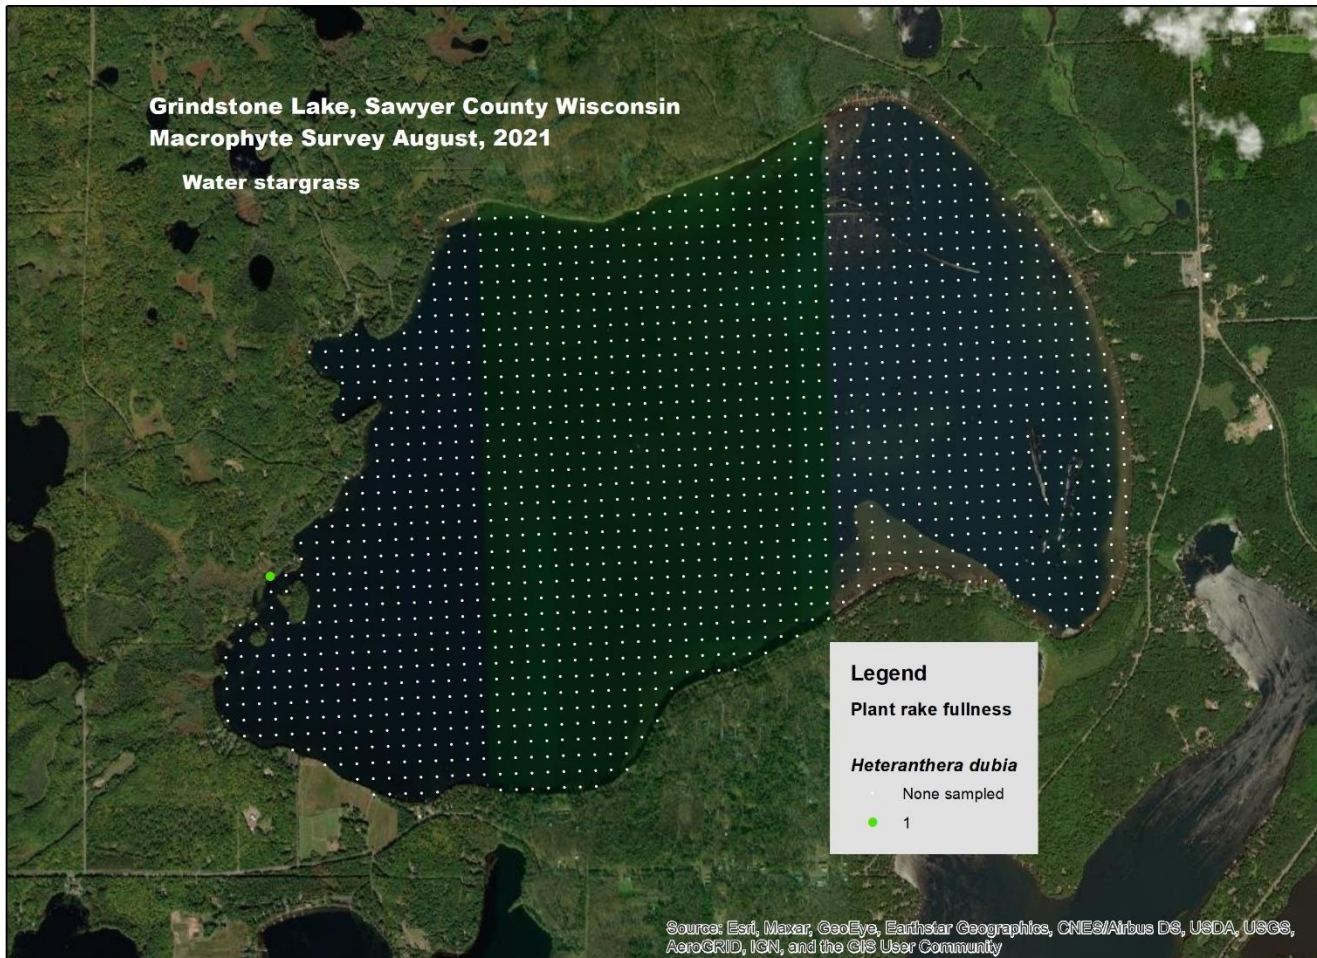 Grindstone Lake, Sawyer County Wisconsin
Macrophyte Survey August, 2021
Water stargrass
Legend
Plant rake fullness
Heteranthera dubia
None sampled
1
Source: Esri, Maxar, GeoEye, Earthstar Geographics, CNES/Airbus DS, USDA, USGS,
AeroGRID, IGN, and the GIS User Community